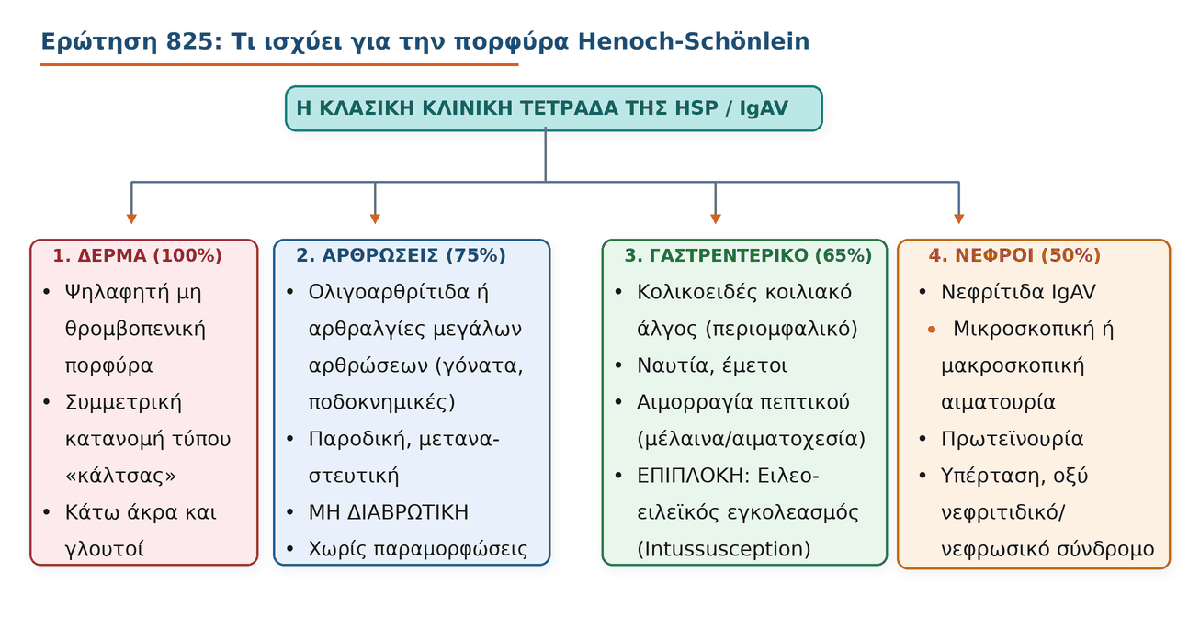 Ερώτηση 825: Τι ισχύει για την πορφύρα Henoch-Schönlein
Η ΚΛΑΣΙΚΗ ΚΛΙΝΙΚΗ ΤΕΤΡΑΔΑ ΤΗΣ HSP / IgAV
1. ΔΕΡΜΑ (100%)
• Ψηλαφητή μη
θρομβοπενική
πορφύρα
• Συμμετρική
κατανομή τύπου
«κάλτσας»
• Κάτω άκρα και
γλουτοί
2. ΑΡΘΡΩΣΕΙΣ (75%)
• Ολιγοαρθρίτιδα ή
αρθραλγίες μεγάλων
αρθρώσεων (γόνατα,
ποδοκνημικές)
• Παροδική, μετανα-
στευτική
• ΜΗ ΔΙΑΒΡΩΤΙΚΗ
• Χωρίς παραμορφώσεις
3. ΓΑΣΤΡΕΝΤΕΡΙΚΟ (65%)
• Κολικοειδές κοιλιακό
άλγος (περιομφαλικό)
• Ναυτία, έμετοι
• Αιμορραγία πεπτικού
(μέλαινα/αιματοχεσία)
• ΕΠΙΠΛΟΚΗ: Ειλεο-
ειλεϊκός εγκολεασμός
(Intussusception)
4. ΝΕΦΡΟΙ (50%)
• Νεφρίτιδα IgAV
• Μικροσκοπική ή
μακροσκοπική
αιματουρία
• Πρωτεϊνουρία
• Υπέρταση, οξύ
νεφριτιδικό/
νεφρωσικό σύνδρομο